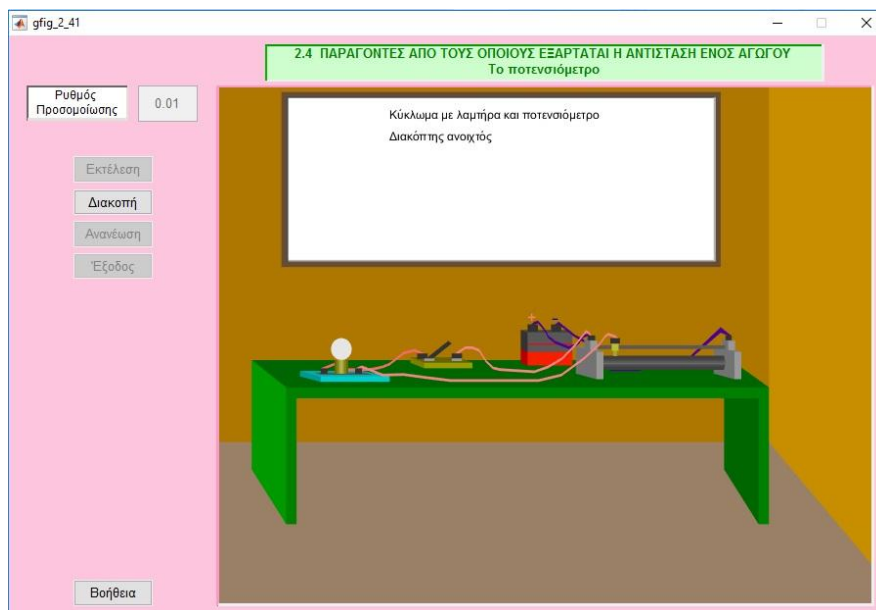 gfig_2_41
2.4 ΠΑΡΑΓΟΝΤΕΣ ΑΠΟ ΤΟΥΣ ΟΠΟΙΟΥΣ ΕΞΑΡΤΑΤΑΙ Η ΑΝΤΙΣΤΑΣΗ ΕΝΟΣ ΑΓΩΓΟΥ
Το ποτενσιόμετρο
Ρυθμός
Προσομοίωσης
0.01
Κύκλωμα με λαμτήρα και ποτενσιόμετρο
Διακόπτης ανοιχτός
Εκτέλεση
Διακοπή
Ανανέωση
Έξοδος
Βοήθεια